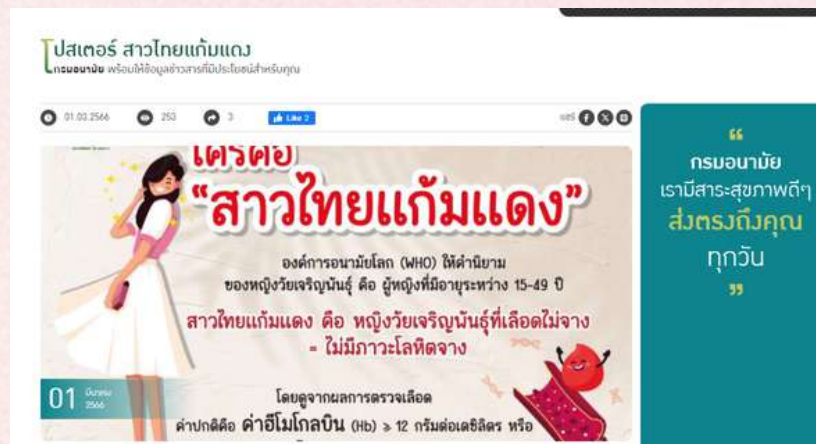 โปสเตอร์ สาวไทยแก้มแดง
กรมอนามัย พร้อมให้ข้อมูลข่าวสารที่มีประโยชน์สำหรับคุณ
01.03.2566 253 3 Like 2 แชร์
ใครคือ
“สาวไทยแก้มแดง”
องค์การอนามัยโลก (WHO) ให้คำนิยาม
ของหญิงวัยเจริญพันธุ์ คือ ผู้หญิงที่มีอายุระหว่าง 15-49 ปี
สาวไทยแก้มแดง คือ หญิงวัยเจริญพันธุ์ที่เลือดไม่จาง
= ไม่มีภาวะโลหิตจาง
โดยดูจากผลการตรวจเลือด
ค่าปกติคือ ค่าฮีโมโกลบิน (Hb) ≥ 12 กรัมต่อเดซิลิตร หรือ
01 มีนาคม
2566
“
กรมอนามัย
เรามีสาระสุขภาพดีๆ
ส่งตรงถึงคุณ
ทุกวัน
”